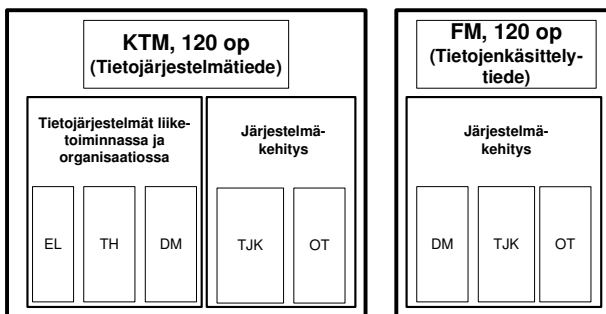 KTM, 120 op
(Tietojärjestelmätiede)
Tietojärjestelmät liike-
toiminnassa ja
organisaatiossa
EL
TH
DM
Järjestelmä-
kehitys
TJK
OT
FM, 120 op
(Tietojenkäsittely-
tiede)
Järjestelmä-
kehitys
DM
TJK
OT